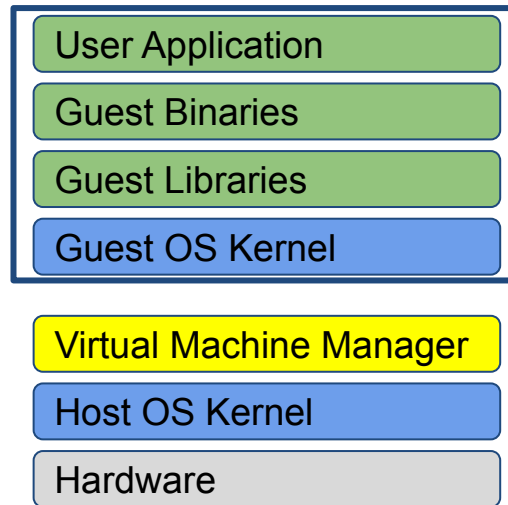 User Application
Guest Binaries
Guest Libraries
Guest OS Kernel
Virtual Machine Manager
Host OS Kernel
Hardware